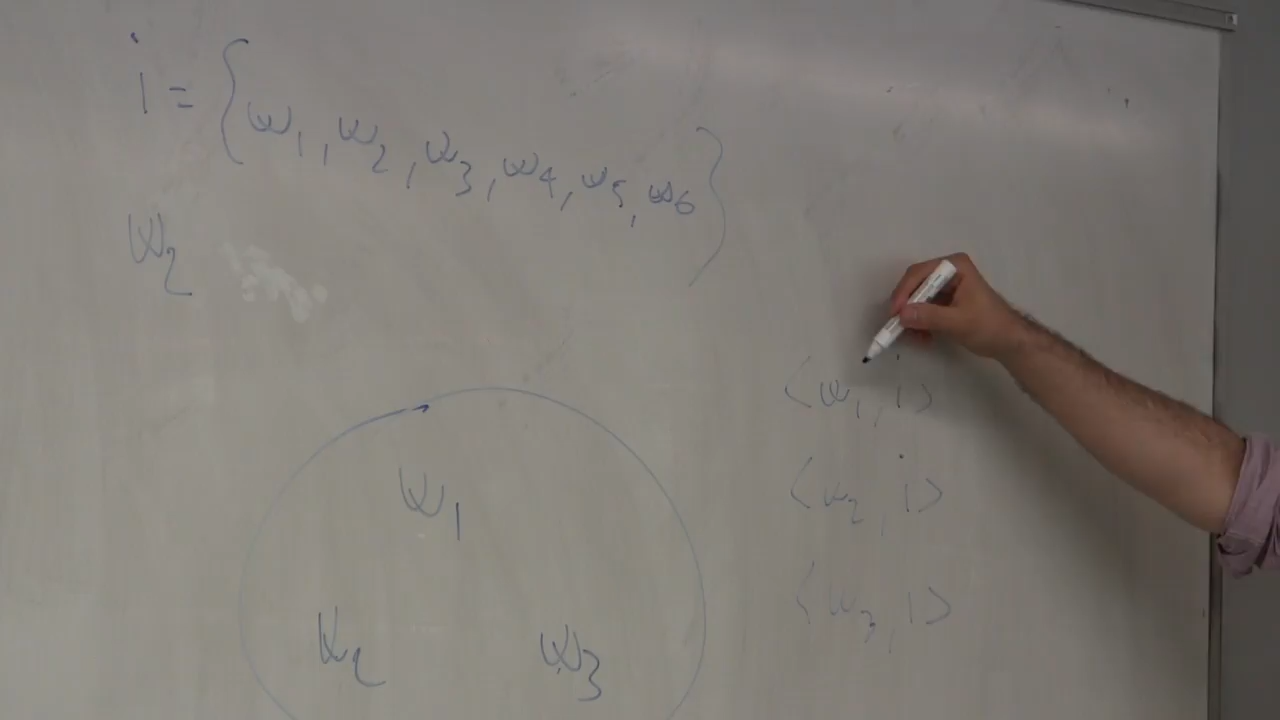 i = { w1, w2, w3, w4, w5, w6 }
w2
<w1, i>
<w2, i>
w1
<w3, i>
w2 w3